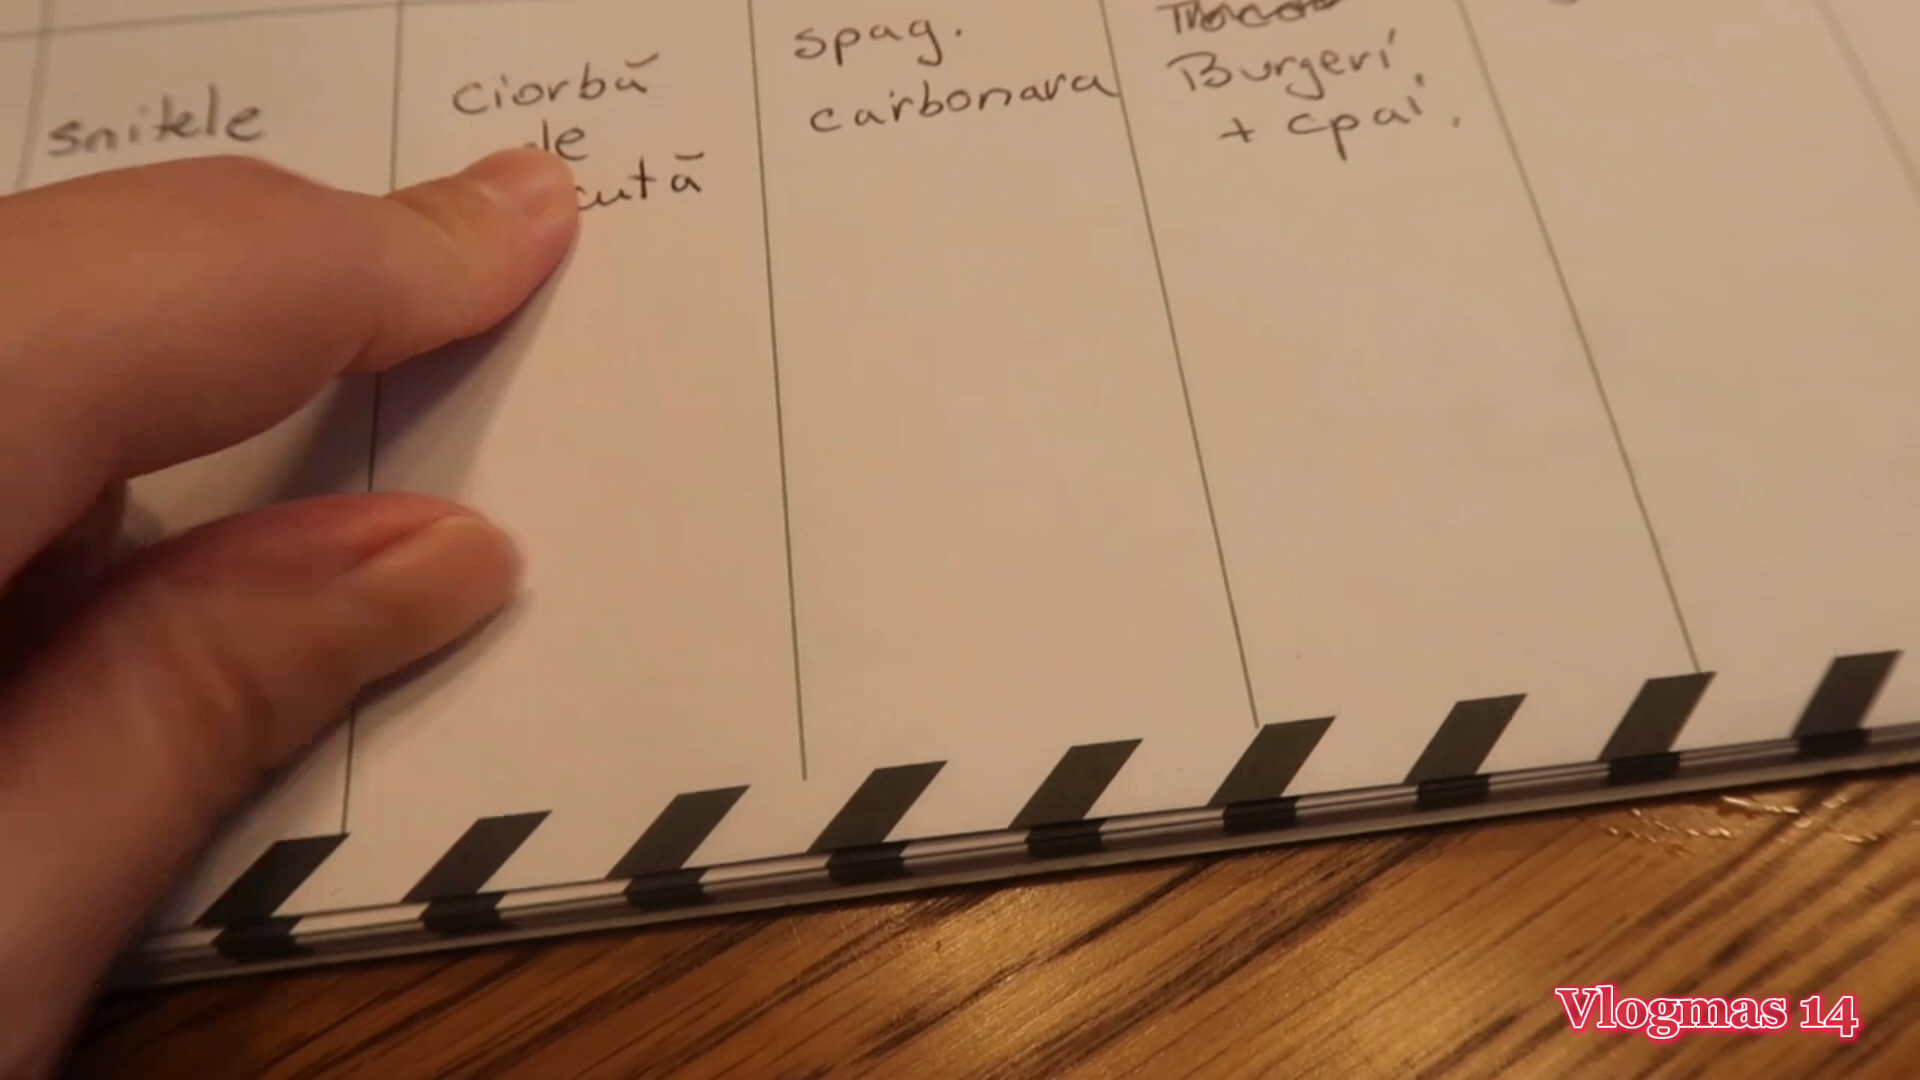 snitele
ciorbă
de
spag.
carbonara
Burgeri
+ cpai.
Vlogmas 14